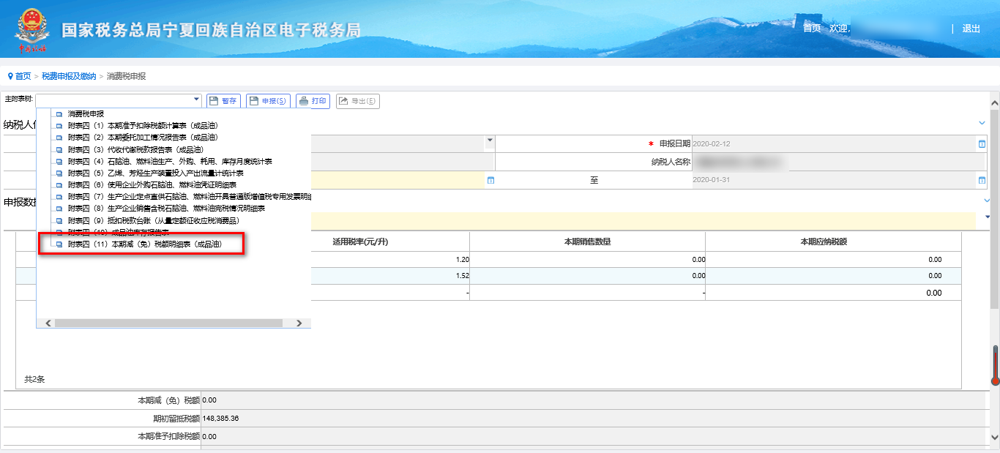 国家税务总局宁夏回族自治区电子税务局
中国税务
首页 欢迎, | 退出
首页 > 税费申报及缴纳 > 消费税申报
主附表树: 暂存 申报(S) 打印 导出(E)
消费税申报
附表四（1）本期准予扣除税额计算表（成品油）
附表四（2）本期委托加工情况报告表（成品油）
附表四（3）代收代缴税款报告表（成品油）
附表四（4）石脑油、燃料油生产、外购、耗用、库存月度统计表
附表四（5）乙烯、芳烃生产装置投入产出流量计统计表
附表四（6）使用企业外购石脑油、燃料油凭证明细表
附表四（7）生产企业定点直供石脑油、燃料油开具普通版增值税专用发票明细
附表四（8）生产企业销售含税石脑油、燃料油完税情况明细表
附表四（9）抵扣税款台账（从量定额征收应税消费品）
附表四（10）成品油库存报告表
附表四（11）本期减（免）税额明细表（成品油）
纳税人信
* 申报日期 2020-02-12
纳税人名称
至 2020-01-31
申报数据
适用税率(元/升) 本期销售数量 本期应纳税额
1.20 0.00 0.00
1.52 0.00 0.00
- - 0.00
共2条
本期减（免）税额 0.00
期初留抵税额 148,385.36
本期准予扣除税额 0.00